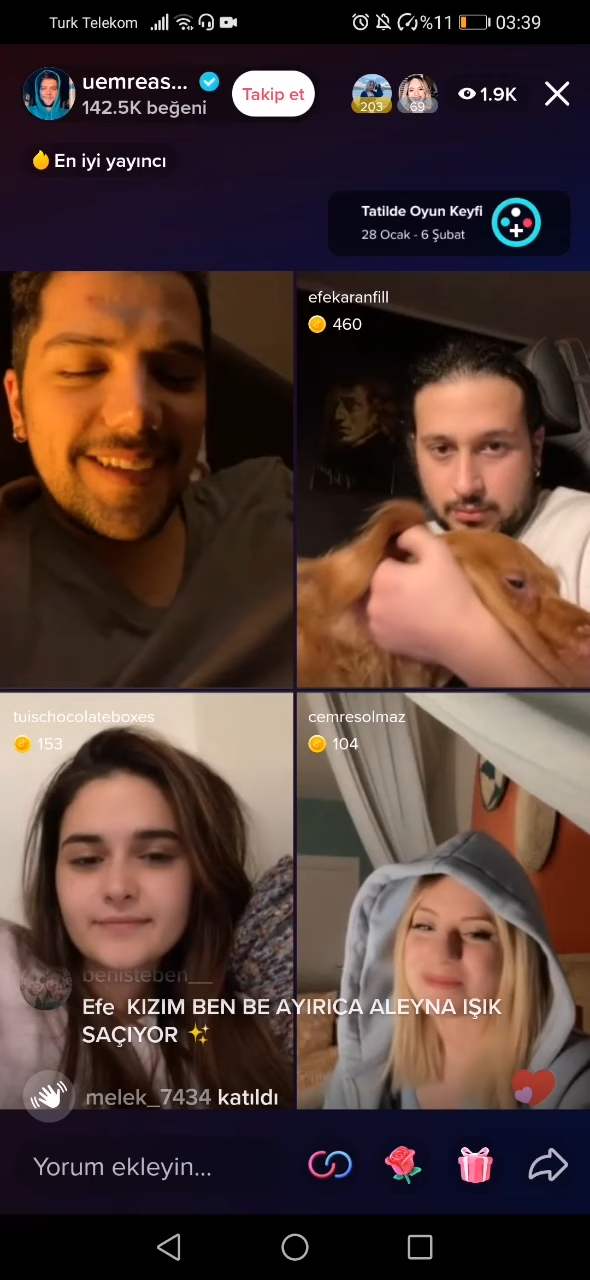 Turk Telekom %11 03:39
uemreas...
142.5K beğeni
Takip et
203
69
1.9K
En iyi yayıncı
Tatilde Oyun Keyfi
28 Ocak - 6 Şubat
efekaranfill
460
tuischocolateboxes
153
cemresolmaz
104
benisteben__
Efe KIZIM BEN BE AYIRICA ALEYNA IŞIK
SAÇIYOR ✨
melek_7434 katıldı
Yorum ekleyin...